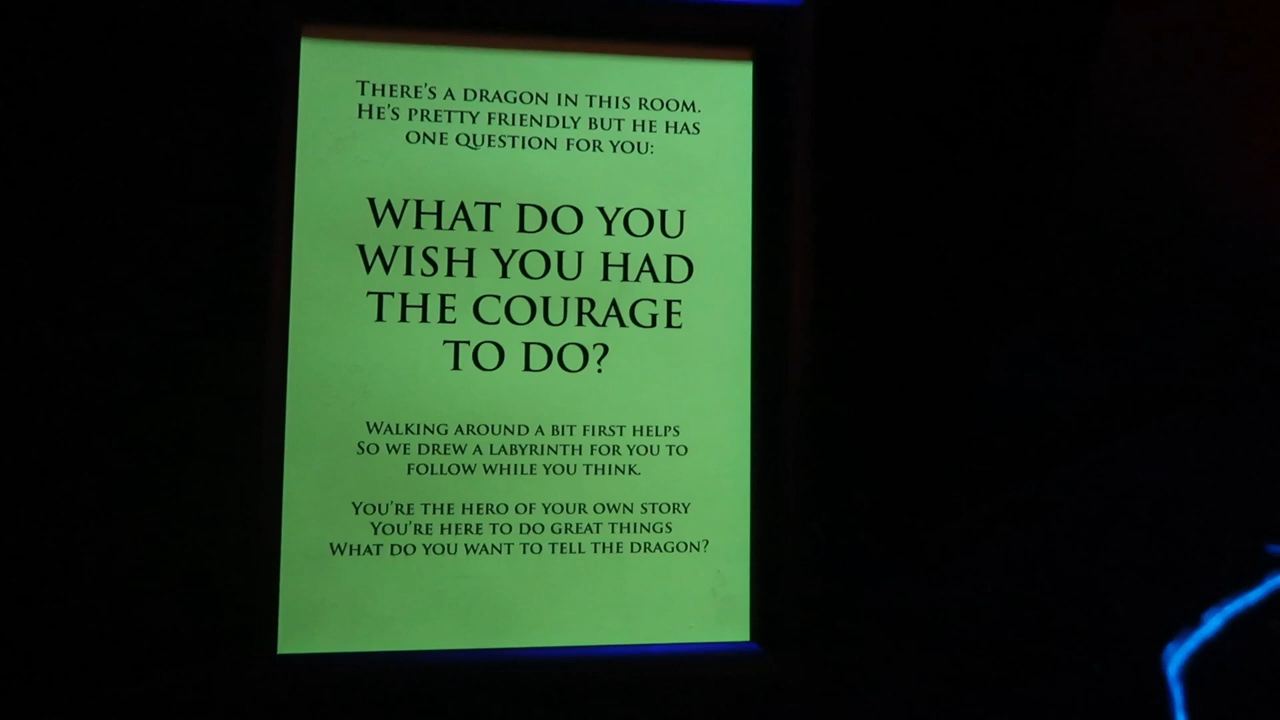 THERE'S A DRAGON IN THIS ROOM.
HE'S PRETTY FRIENDLY BUT HE HAS
ONE QUESTION FOR YOU:
WHAT DO YOU
WISH YOU HAD
THE COURAGE
TO DO?
WALKING AROUND A BIT FIRST HELPS
SO WE DREW A LABYRINTH FOR YOU TO
FOLLOW WHILE YOU THINK.
YOU'RE THE HERO OF YOUR OWN STORY
YOU'RE HERE TO DO GREAT THINGS
WHAT DO YOU WANT TO TELL THE DRAGON?